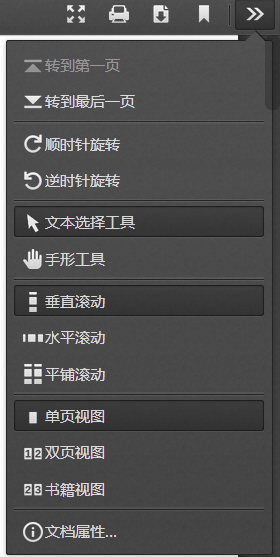 转到第一页
转到最后一页
顺时针旋转
逆时针旋转
文本选择工具
手形工具
垂直滚动
水平滚动
平铺滚动
单页视图
12 双页视图
23 书籍视图
文档属性...